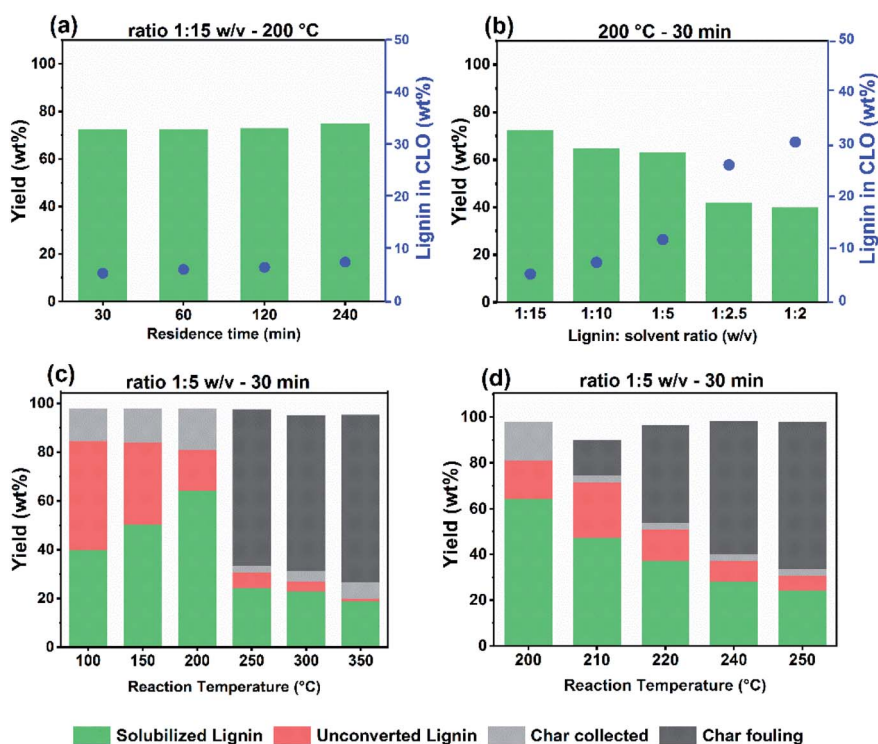 (a) ratio 1:15 w/v - 200 °C
Yield (wt%)
100
80
60
40
20
0
50
40
30
20
10
0
Lignin in CLO (wt%)
30 60 120 240
Residence time (min)
(b) 200 °C - 30 min
Yield (wt%)
100
80
60
40
20
0
50
40
30
20
10
0
Lignin in CLO (wt%)
1:15 1:10 1:5 1:2.5 1:2
Lignin: solvent ratio (w/v)
(c) ratio 1:5 w/v - 30 min
Yield (wt%)
100
80
60
40
20
0
100 150 200 250 300 350
Reaction Temperature (°C)
(d) ratio 1:5 w/v - 30 min
Yield (wt%)
100
80
60
40
20
0
200 210 220 240 250
Reaction Temperature (°C)
Solubilized Lignin Unconverted Lignin Char collected Char fouling